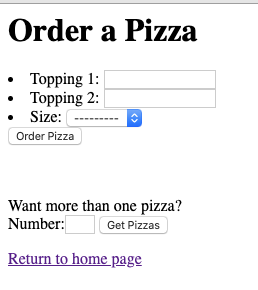 Order a Pizza
• Topping 1:
• Topping 2:
• Size: ---------
Order Pizza
Want more than one pizza?
Number: Get Pizzas
Return to home page